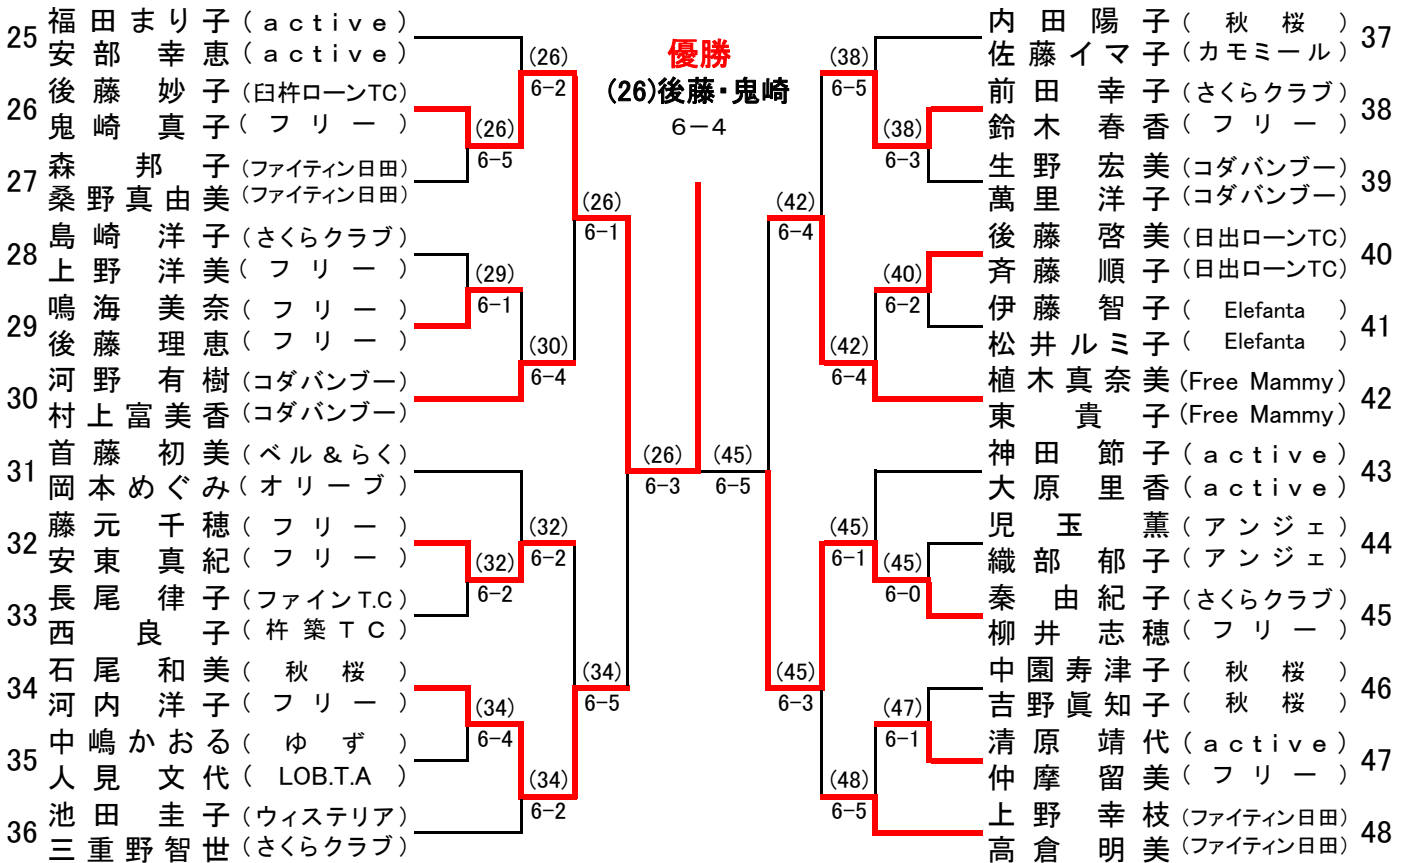 25 福田まり子 (active)
安部 幸恵 (active)
26 後藤 妙子 (臼杵ローンTC)
鬼崎 真子 (フリー)
27 森 邦子 (ファイティン日田)
桑野真由美 (ファイティン日田)
28 島崎 洋子 (さくらクラブ)
上野 洋美 (フリー)
29 鳴海 美奈 (フリー)
後藤 理恵 (フリー)
30 河野 有樹 (コダバンブー)
村上富美香 (コダバンブー)
31 首藤 初美 (ベル&らく)
岡本めぐみ (オリーブ)
32 藤元 千穂 (フリー)
安東 真紀 (フリー)
33 長尾 律子 (ファインT.C)
西 良子 (杵築TC)
34 石尾 和美 (秋桜)
河内 洋子 (フリー)
35 中嶋かおる (ゆず)
人見 文代 (LOB.T.A)
36 池田 圭子 (ウィステリア)
三重野智世 (さくらクラブ)
(26)
6-2
(26)
6-5
(26)
6-1
(29)
6-1
(30)
6-4
(32)
6-2
(32)
6-2
(34)
6-5
(34)
6-4
(34)
6-2
優勝
(26)後藤・鬼崎
6-4
(26)
6-3
(45)
6-5
(38)
6-5
(38)
6-3
(42)
6-4
(40)
6-2
(42)
6-4
(45)
6-1
(45)
6-0
(45)
6-3
(47)
6-1
(48)
6-5
内田陽子 (秋桜) 37
佐藤イマ子 (カモミール)
前田 幸子 (さくらクラブ) 38
鈴木 春香 (フリー)
生野 宏美 (コダバンブー) 39
萬里 洋子 (コダバンブー)
後藤 啓美 (日出ローンTC) 40
斉藤 順子 (日出ローンTC)
伊藤 智子 (Elefanta) 41
松井ルミ子 (Elefanta)
植木真奈美 (Free Mammy) 42
東 貴子 (Free Mammy)
神田 節子 (active) 43
大原 里香 (active)
児玉 薫 (アンジェ) 44
織部 郁子 (アンジェ)
秦 由紀子 (さくらクラブ) 45
柳井 志穂 (フリー)
中園寿津子 (秋桜) 46
吉野眞知子 (秋桜)
清原 靖代 (active) 47
仲摩 留美 (フリー)
上野 幸枝 (ファイティン日田) 48
高倉 明美 (ファイティン日田)